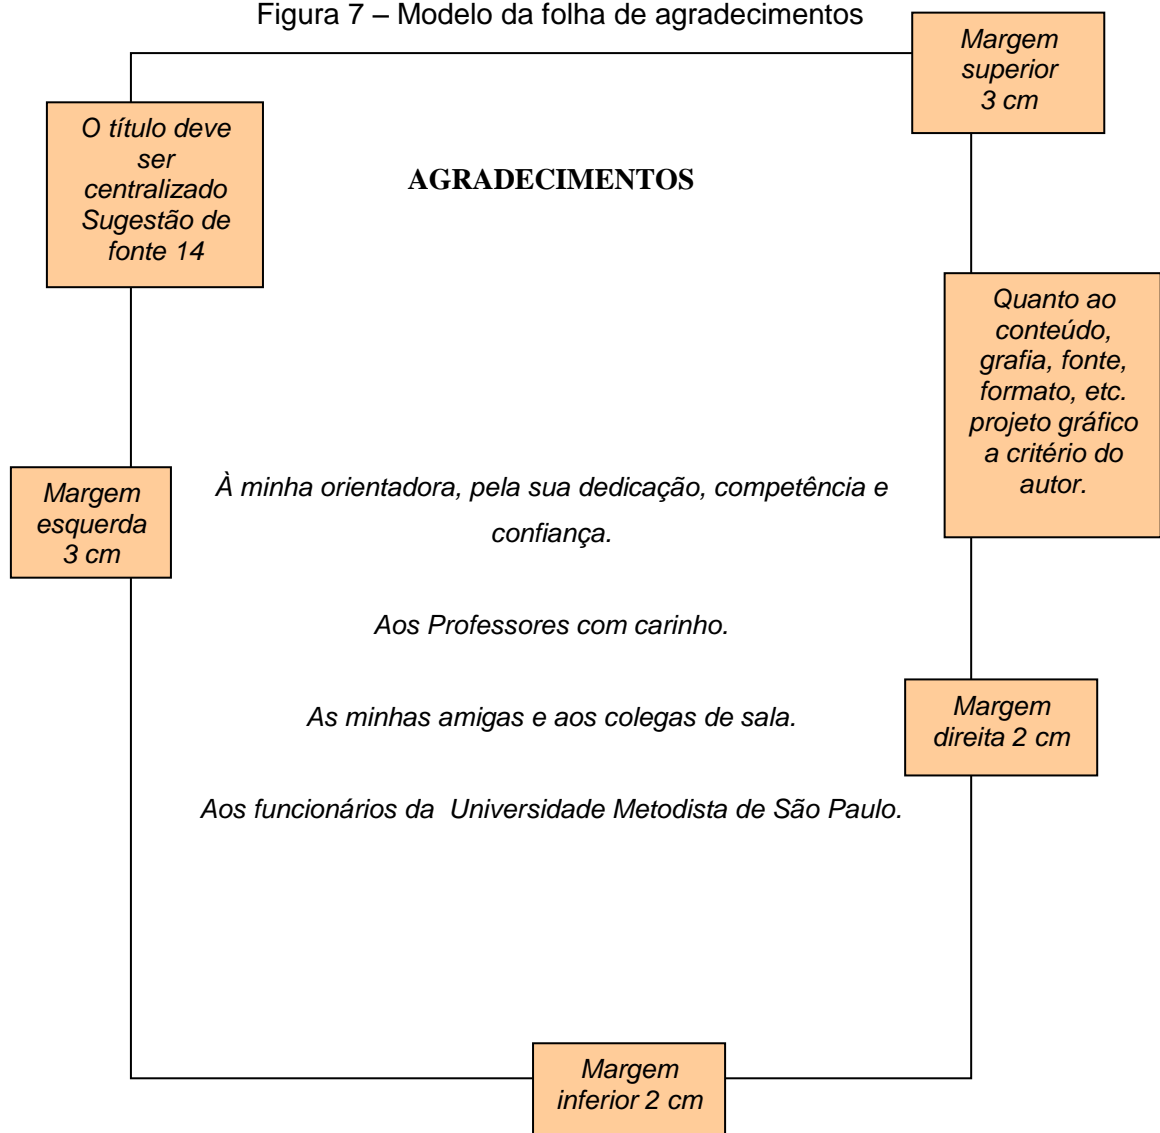 Figura 7 – Modelo da folha de agradecimentos
Margem
superior
3 cm
O título deve
ser
centralizado
Sugestão de
fonte 14
AGRADECIMENTOS
Quanto ao
conteúdo,
grafia, fonte,
formato, etc.
projeto gráfico
a critério do
autor.
Margem
esquerda
3 cm
À minha orientadora, pela sua dedicação, competência e
confiança.
Aos Professores com carinho.
As minhas amigas e aos colegas de sala.
Margem
direita 2 cm
Aos funcionários da  Universidade Metodista de São Paulo.
Margem
inferior 2 cm